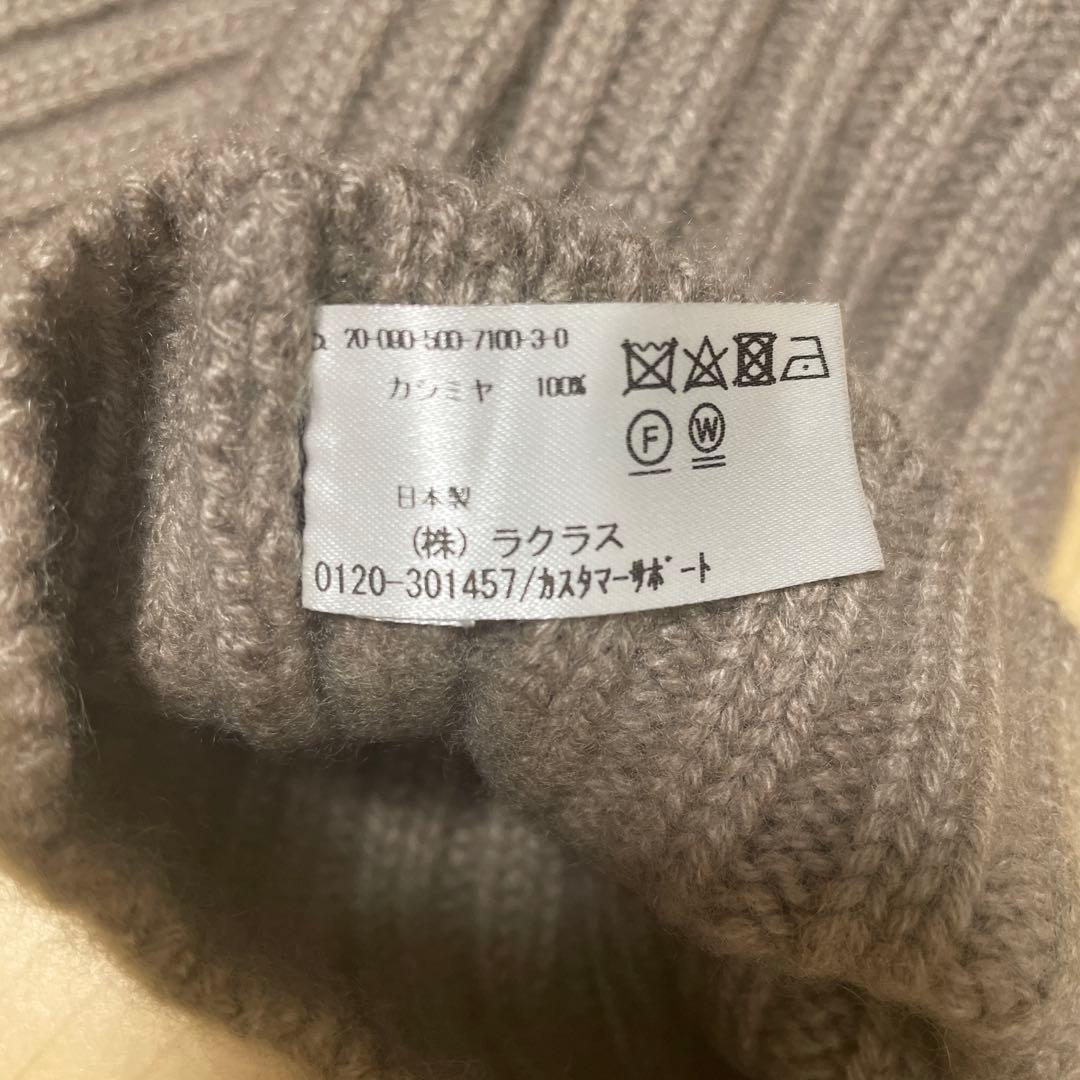 20-090-500-7100-3-0
カシミヤ 100%
F W
日本製
(株) ラクラス
0120-301457/カスタマーサポート